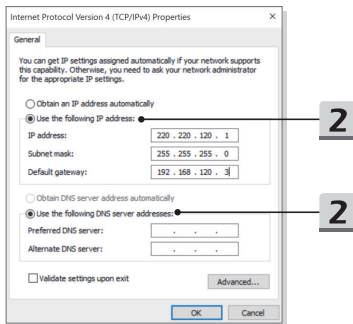 Internet Protocol Version 4 (TCP/IPv4) Properties
General
You can get IP settings assigned automatically if your network supports
this capability. Otherwise, you need to ask your network administrator
for the appropriate IP settings.
Obtain an IP address automatically
Use the following IP address:
2
IP address: 220 . 220 . 120 . 1
Subnet mask: 255 . 255 . 255 . 0
Default gateway: 192 . 168 . 120 . 3
Obtain DNS server address automatically
Use the following DNS server addresses:
2
Preferred DNS server: . . .
Alternate DNS server: . . .
Validate settings upon exit
Advanced...
OK Cancel